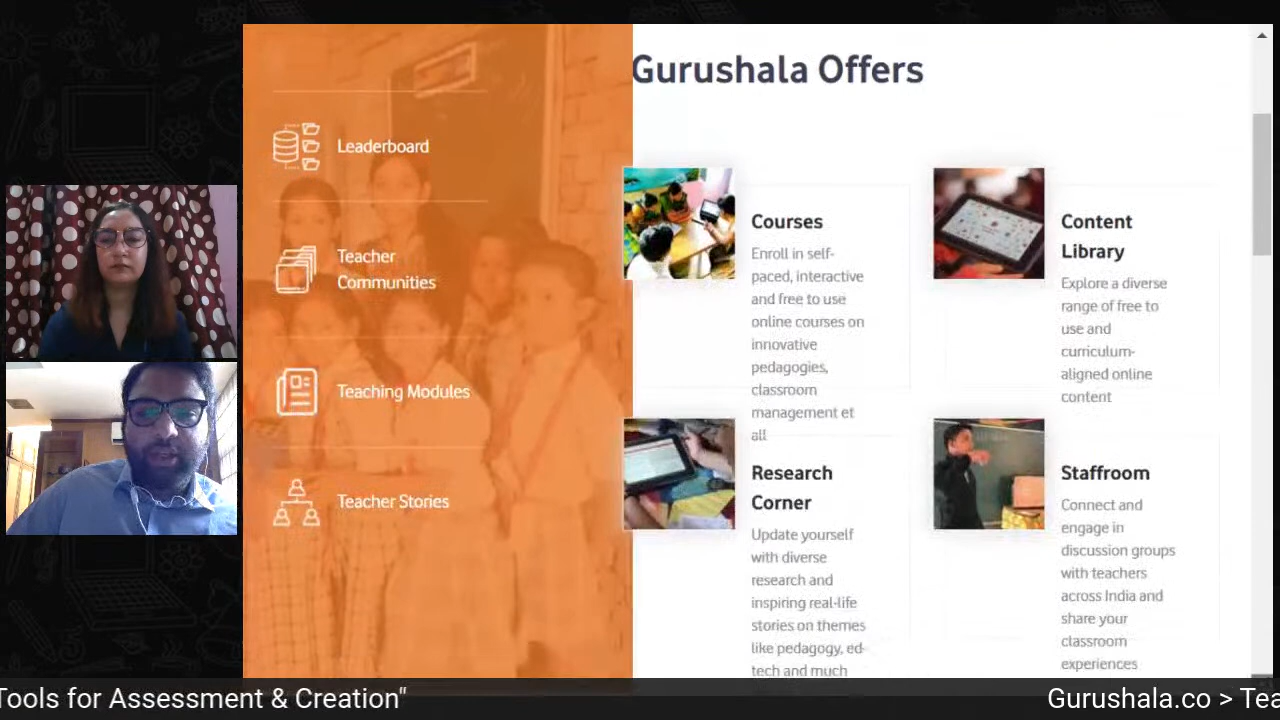 Gurushala Offers
Leaderboard
Teacher
Communities
Teaching Modules
Teacher Stories
Courses
Enroll in self-
paced, interactive
and free to use
online courses on
innovative
pedagogies,
classroom
management et
all
Content
Library
Explore a diverse
range of free to
use and
curriculum-
aligned online
content
Research
Corner
Update yourself
with diverse
research and
inspiring real-life
stories on themes
like pedagogy, ed-
tech and much
Staffroom
Connect and
engage in
discussion groups
with teachers
across India and
share your
classroom
experiences
Tools for Assessment & Creation"
Gurushala.co > Tea